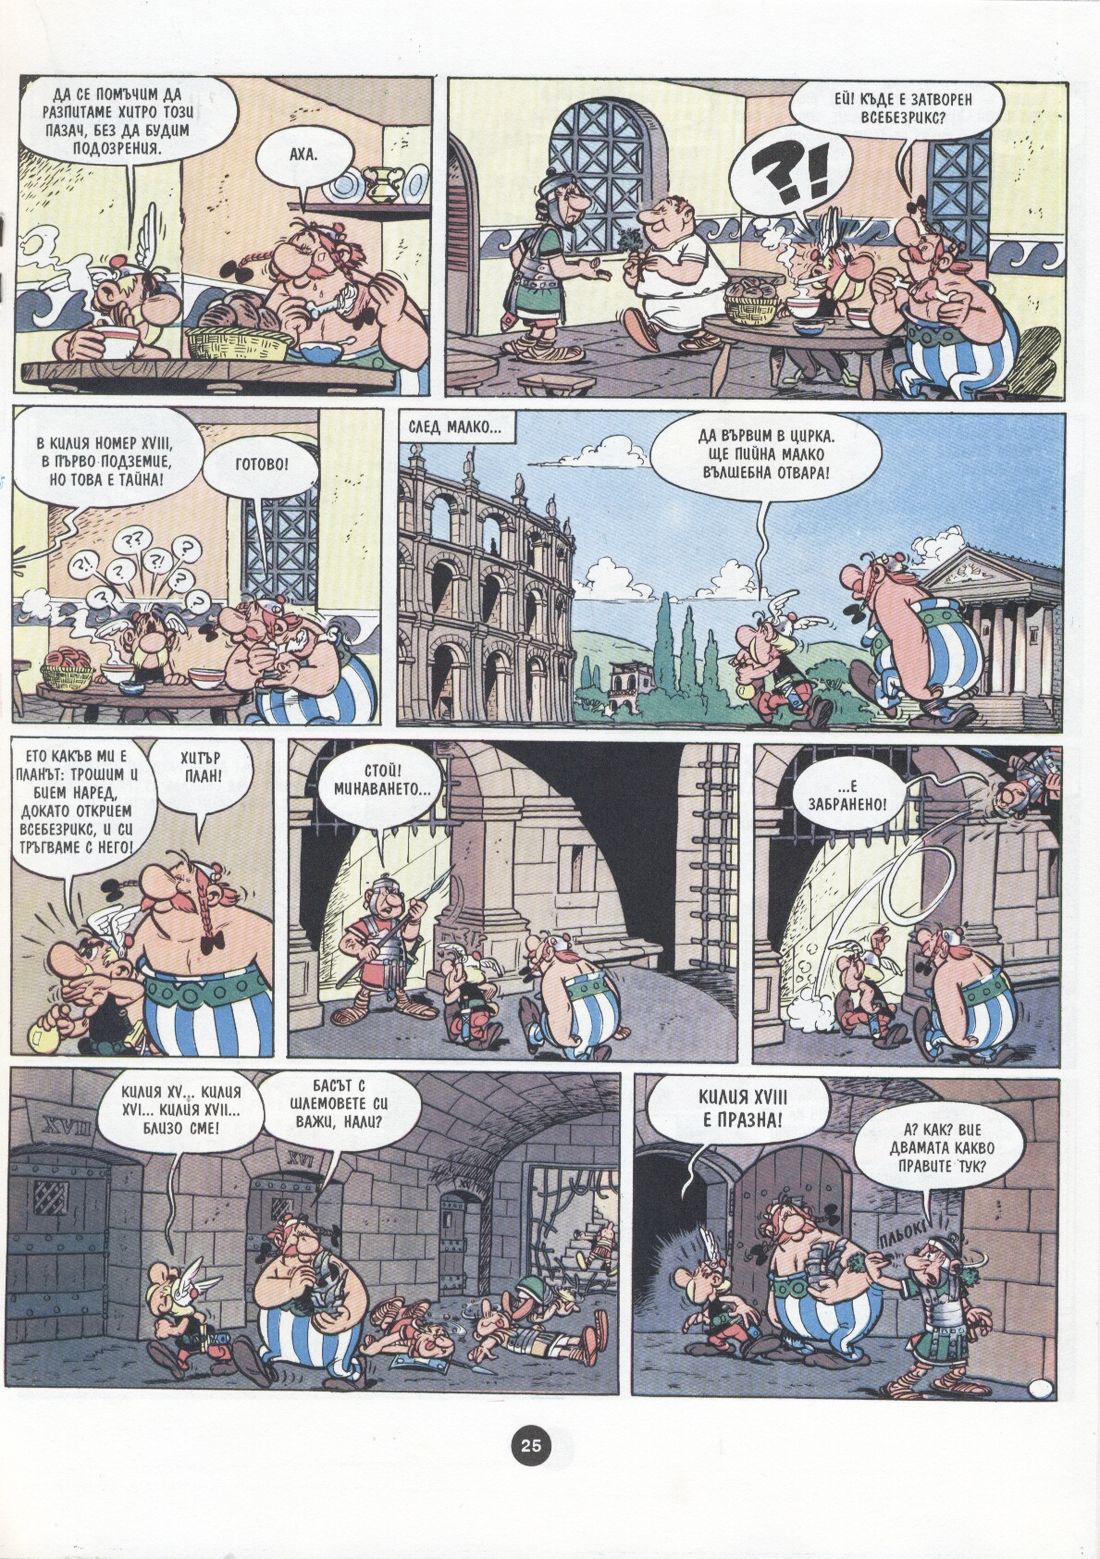 ДА СЕ ПОМЪЧИМ ДА
РАЗПИТАМЕ ХИТРО ТОЗИ
ПАЗАЧ, БЕЗ ДА БУДИМ
ПОДОЗРЕНИЯ.
АХА.
ЕЙ! КЪДЕ Е ЗАТВОРЕН
ВСЕБЕЗРИКС?
?!
В КИЛИЯ НОМЕР XVIII,
В ПЪРВО ПОДЗЕМИЕ,
НО ТОВА Е ТАЙНА!
ГОТОВО!
?!
?
??
?
?
?
?
СЛЕД МАЛКО...
ДА ВЪРВИМ В ЦИРКА.
ЩЕ ПИЙНА МАЛКО
ВЪЛШЕБНА ОТВАРА!
ЕТО КАКЪВ МИ Е
ПЛАНЪТ: ТРОШИМ И
БИЕМ НАРЕД,
ДОКАТО ОТКРИЕМ
ВСЕБЕЗРИКС, И СИ
ТРЪГВАМЕ С НЕГО!
ХИТЪР
ПЛАН!
СТОЙ!
МИНАВАНЕТО...
...Е
ЗАБРАНЕНО!
КИЛИЯ XV... КИЛИЯ
XVI... КИЛИЯ XVII...
БЛИЗО СМЕ!
БАСЪТ С
ШЛЕМОВЕТЕ СИ
ВАЖИ, НАЛИ?
XVII
XVI
КИЛИЯ XVIII
Е ПРАЗНА!
А? КАК? ВИЕ
ДВАМАТА КАКВО
ПРАВИТЕ ТУК?
ПЛЬОК!
25